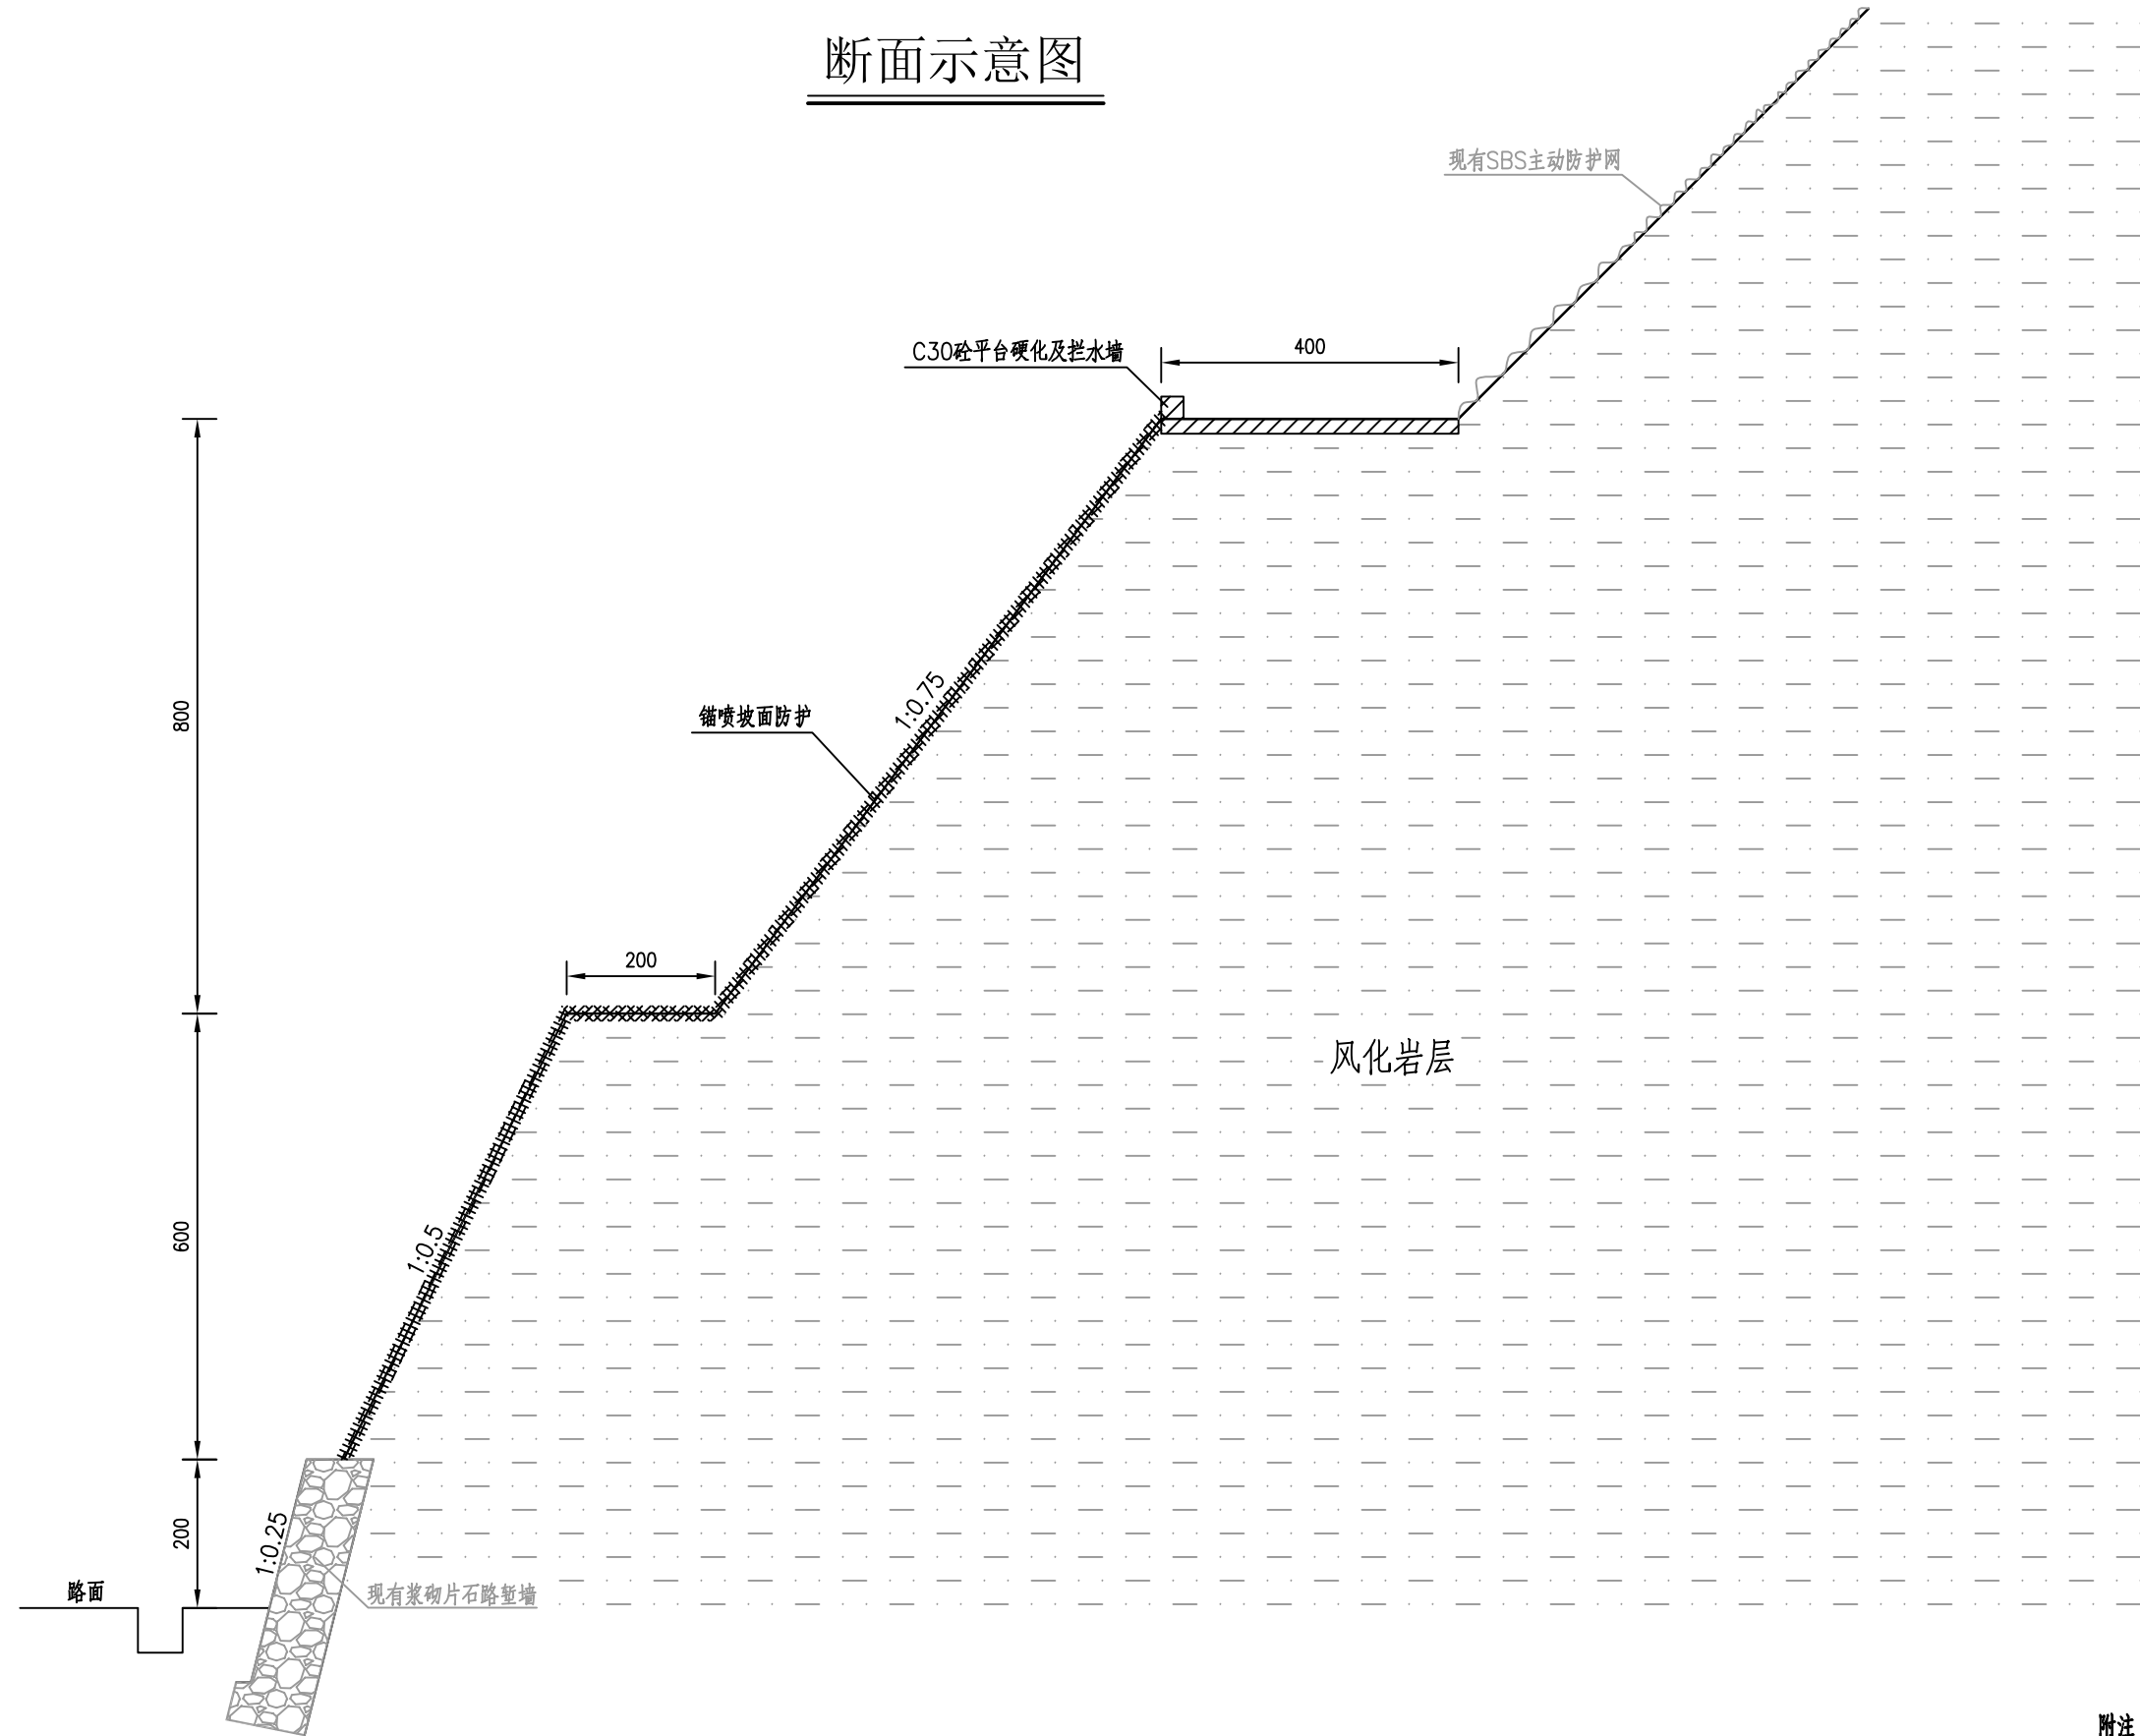 断面示意图
现有SBS主动防护网
C30砼平台硬化及拦水墙
400
800
锚喷坡面防护
1:0.75
200
风化岩层
600
1:0.5
200
1:0.25
路面
现有浆砌片石路堑墙
附注